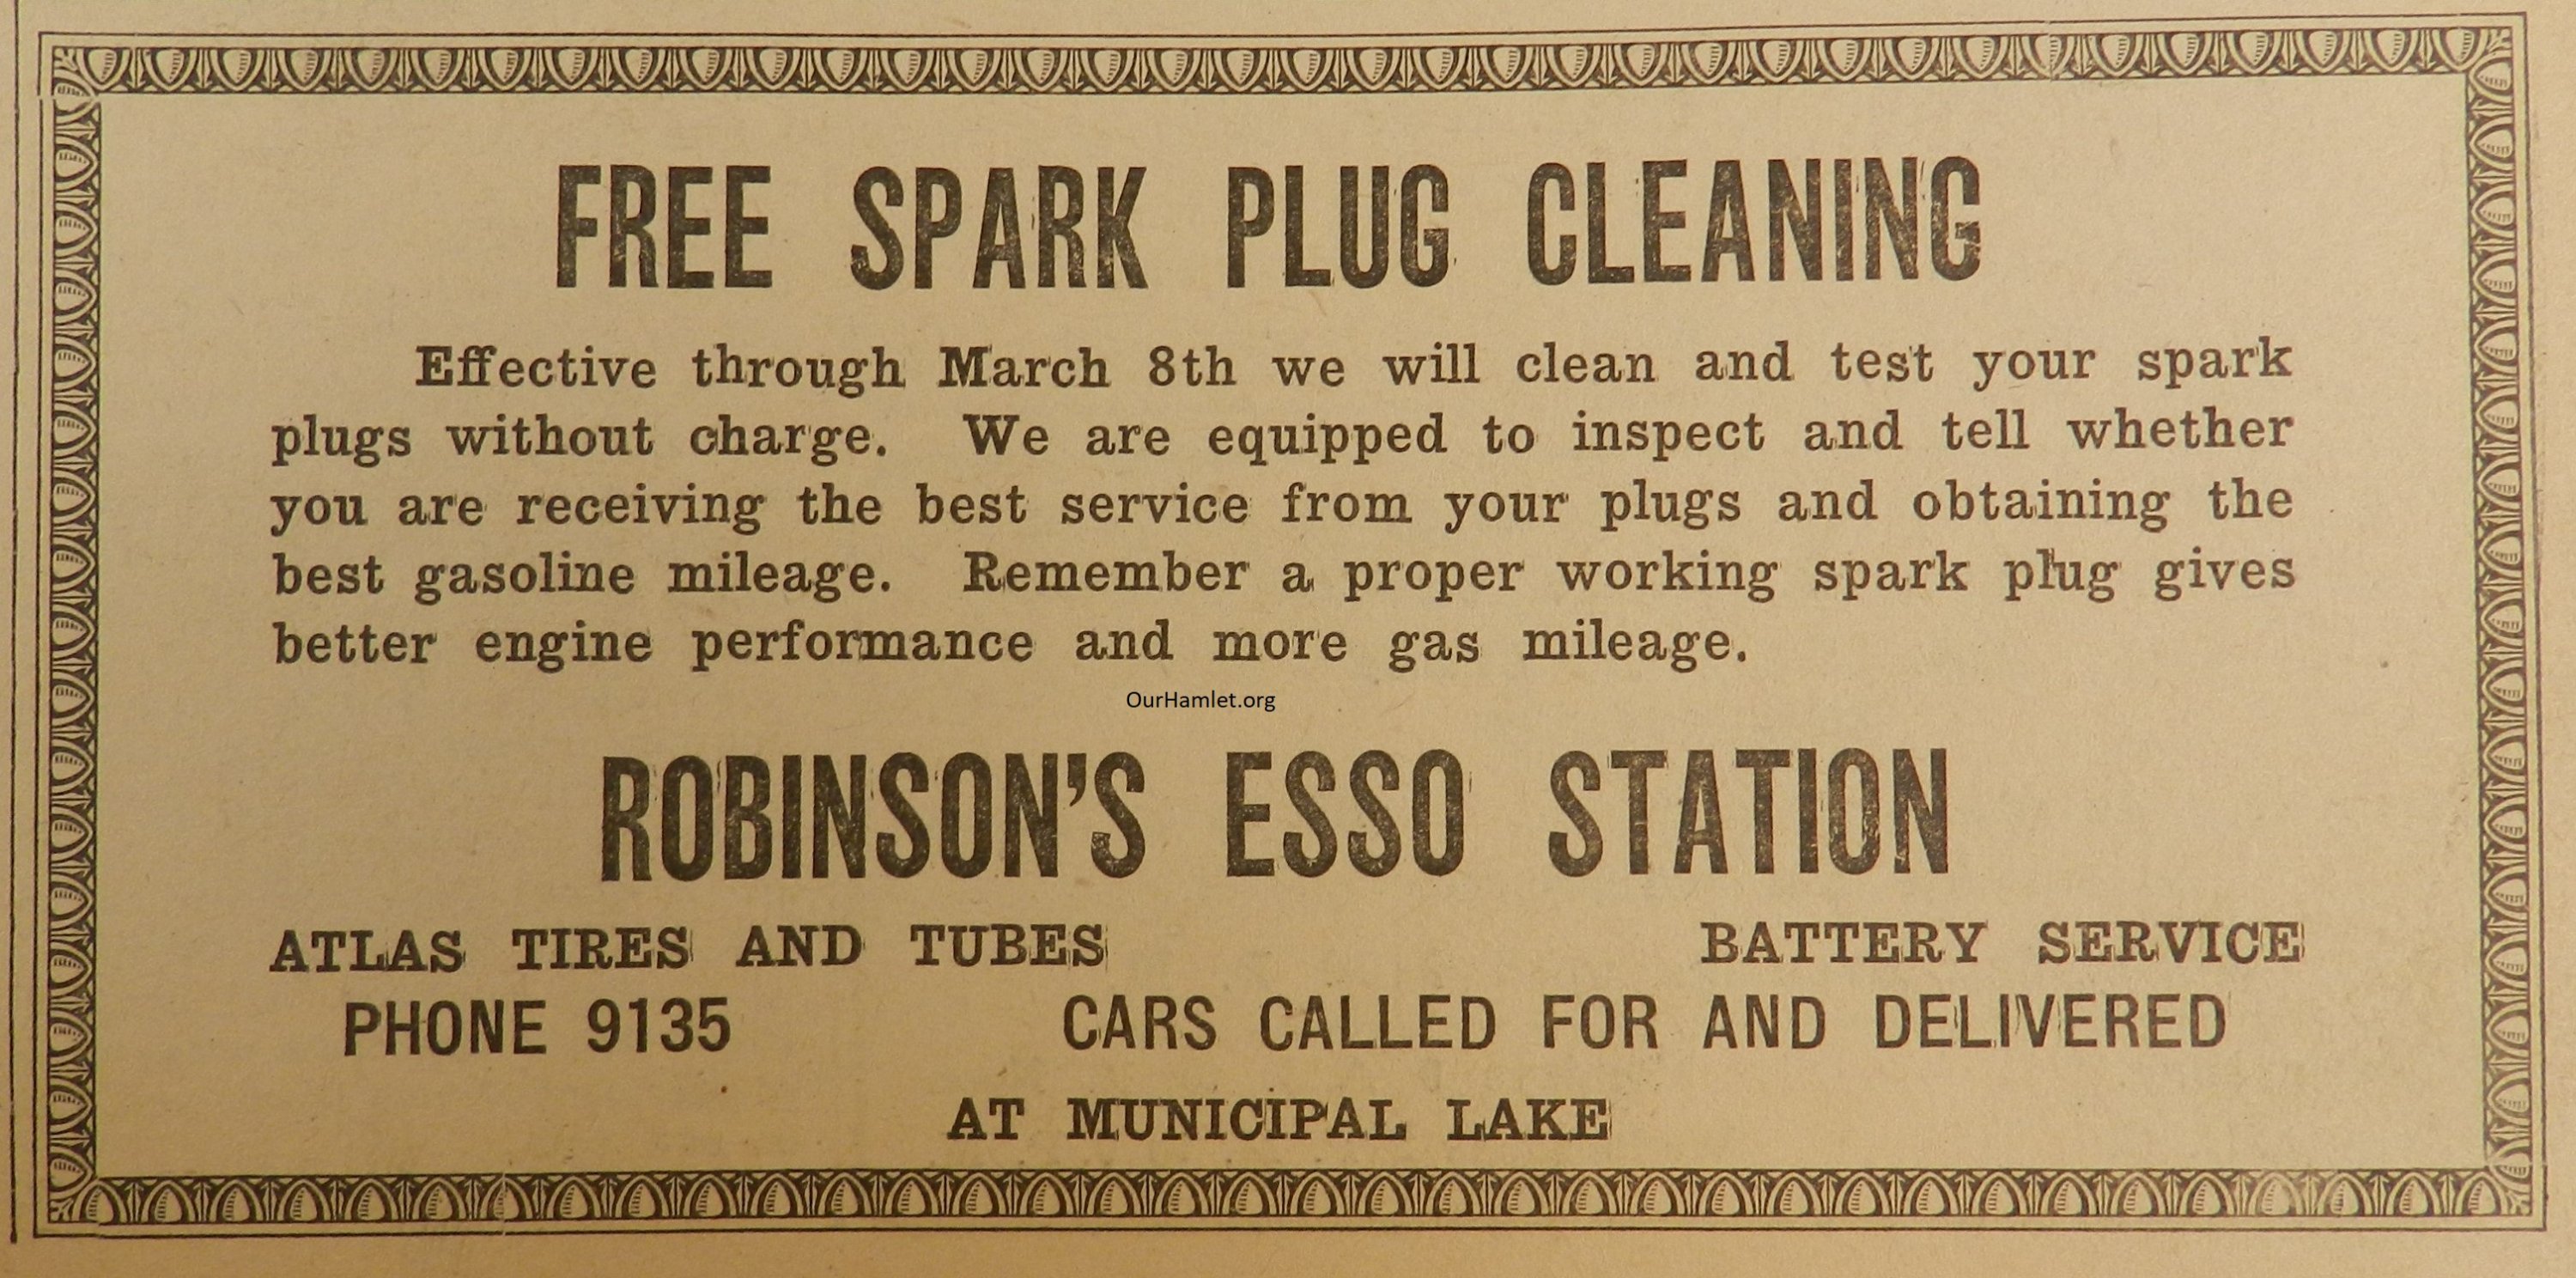 FREE SPARK PLUG CLEANING
Effective through March 8th we will clean and test your spark
plugs without charge. We are equipped to inspect and tell whether
you are receiving the best service from your plugs and obtaining the
best gasoline mileage. Remember a proper working spark plug gives
better engine performance and more gas mileage.
OurHamlet.org
ROBINSON'S ESSO STATION
ATLAS TIRES AND TUBES BATTERY SERVICE
PHONE 9135 CARS CALLED FOR AND DELIVERED
AT MUNICIPAL LAKE